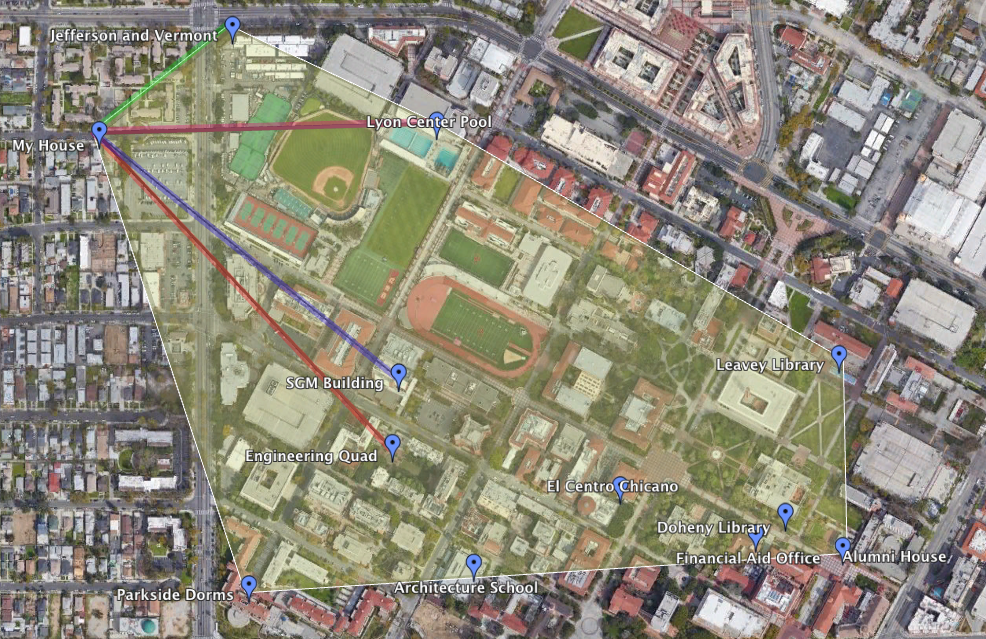 Jefferson and Vermont
Lyon Center Pool
My House
Leavey Library
SGM Building
Engineering Quad
El Centro Chicano
Doheny Library
Financial Aid Office
Alumni House
Architecture School
Parkside Dorms